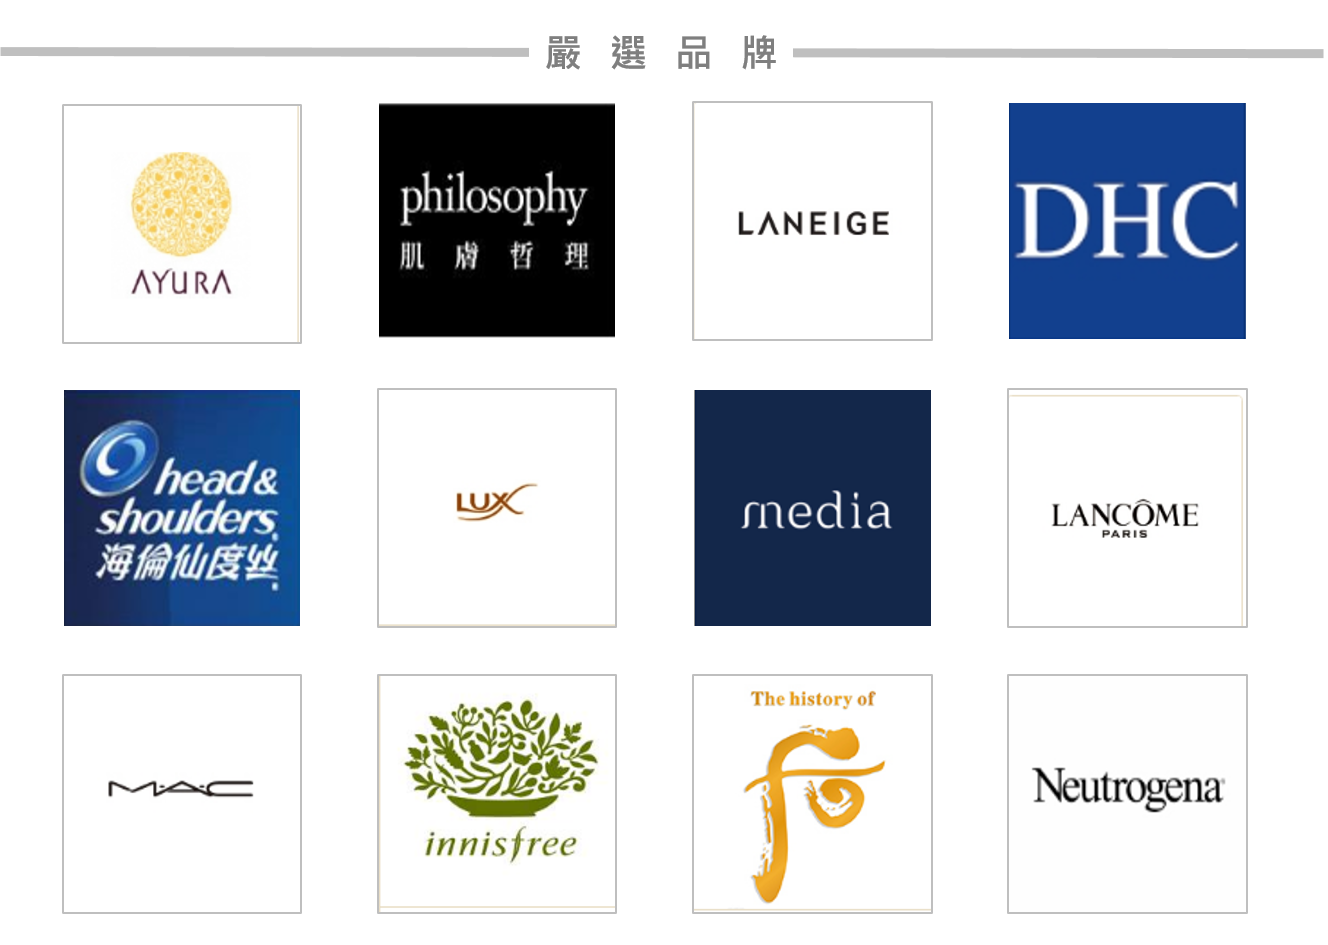 嚴選品牌
AYURA
philosophy
肌膚哲理
LANEIGE
DHC
head&
shoulders®
海倫仙度絲®
LUX
media
LANCÔME
PARIS
M·A·C
innisfree
The history of
后
Neutrogena®